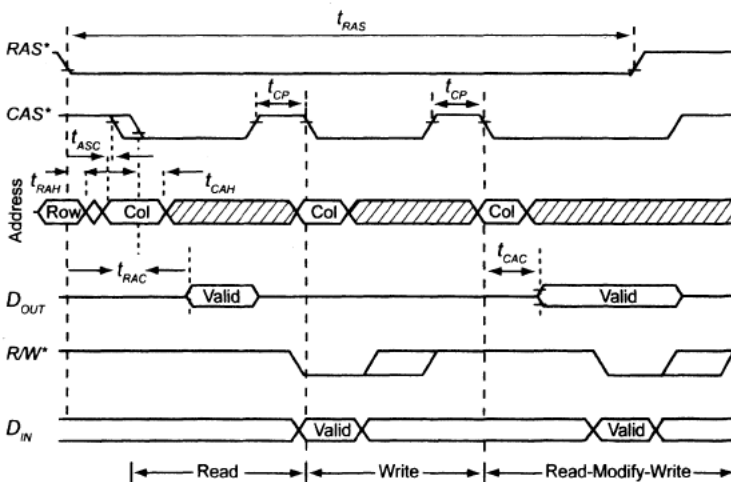 t_RAS
RAS*
t_CP t_CP
CAS*
t_ASC
t_RAH t_CAH
Address
Row Col Col Col
t_RAC t_CAC
D_OUT Valid Valid
R/W*
D_IN Valid Valid
Read Write Read-Modify-Write